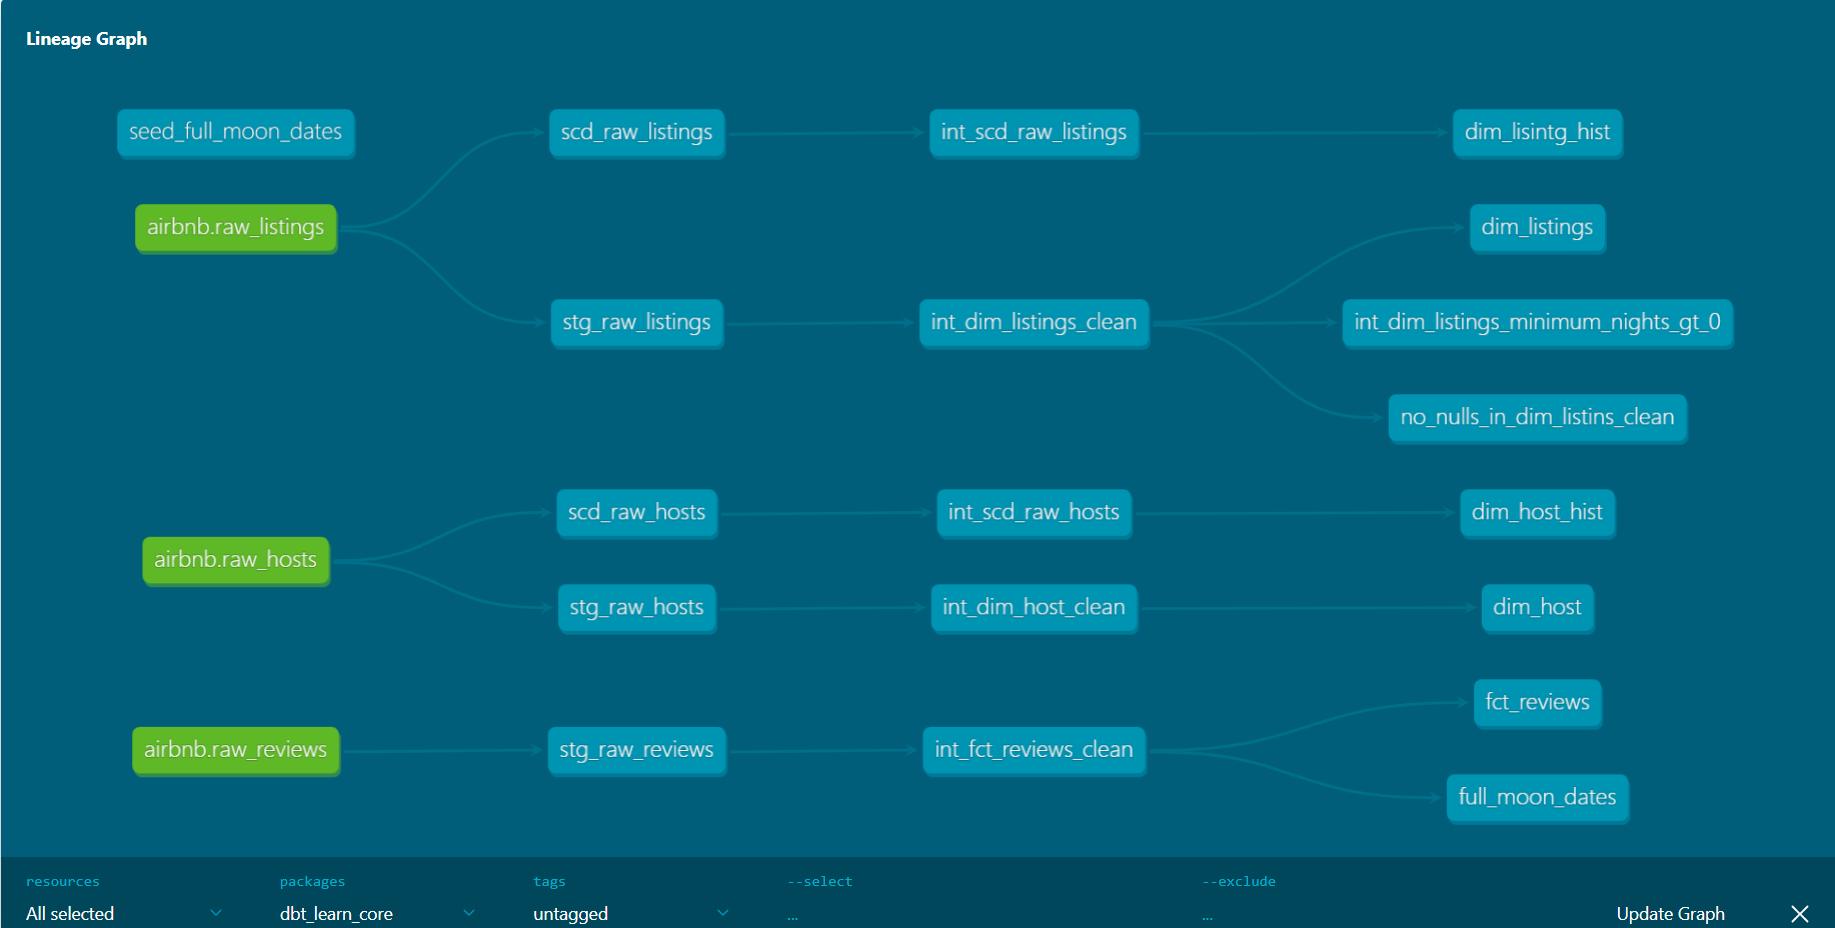 Lineage Graph
seed_full_moon_dates
scd_raw_listings
int_scd_raw_listings
dim_lisintg_hist
airbnb.raw_listings
dim_listings
stg_raw_listings
int_dim_listings_clean
int_dim_listings_minimum_nights_gt_0
no_nulls_in_dim_listins_clean
scd_raw_hosts
int_scd_raw_hosts
dim_host_hist
airbnb.raw_hosts
stg_raw_hosts
int_dim_host_clean
dim_host
fct_reviews
airbnb.raw_reviews
stg_raw_reviews
int_fct_reviews_clean
full_moon_dates
resources
packages
tags
--select
--exclude
All selected
dbt_learn_core
untagged
...
...
Update Graph